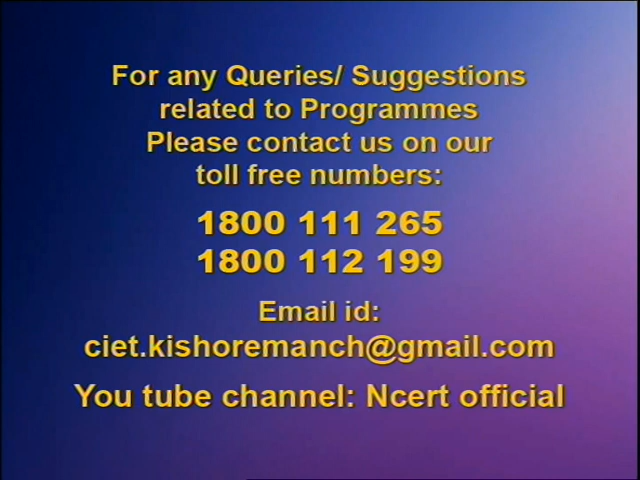 For any Queries/ Suggestions
related to Programmes
Please contact us on our
toll free numbers:
1800 111 265
1800 112 199
Email id:
ciet.kishoremanch@gmail.com
You tube channel: Ncert official